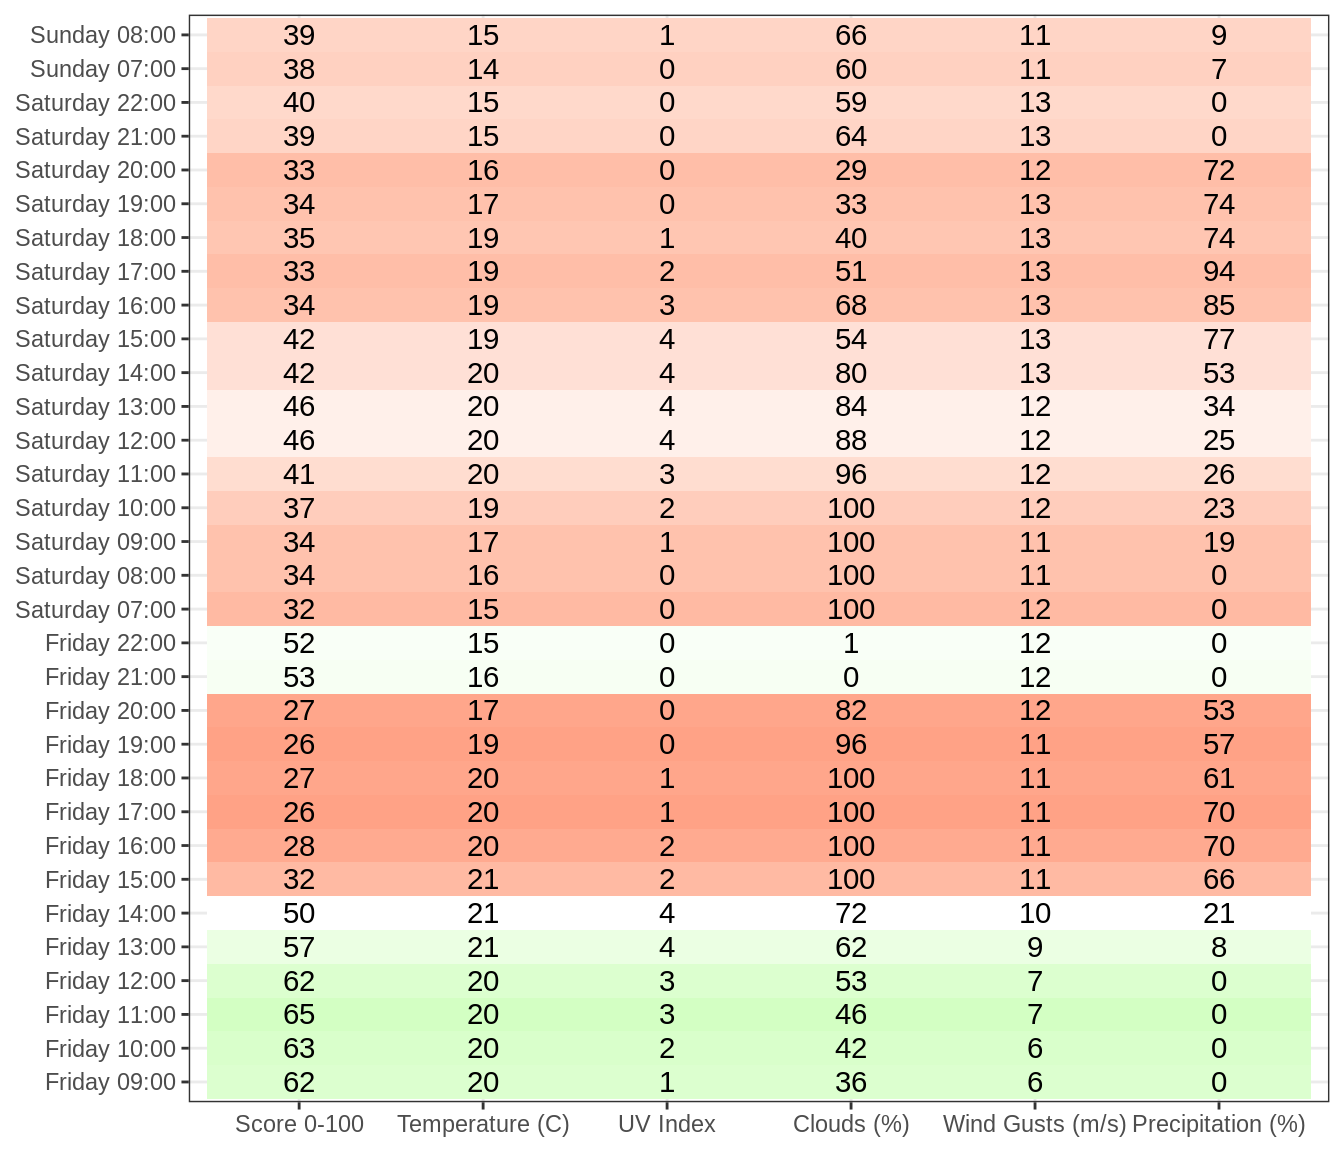 Sunday 08:00 39 15 1 66 11 9
Sunday 07:00 38 14 0 60 11 7
Saturday 22:00 40 15 0 59 13 0
Saturday 21:00 39 15 0 64 13 0
Saturday 20:00 33 16 0 29 12 72
Saturday 19:00 34 17 0 33 13 74
Saturday 18:00 35 19 1 40 13 74
Saturday 17:00 33 19 2 51 13 94
Saturday 16:00 34 19 3 68 13 85
Saturday 15:00 42 19 4 54 13 77
Saturday 14:00 42 20 4 80 13 53
Saturday 13:00 46 20 4 84 12 34
Saturday 12:00 46 20 4 88 12 25
Saturday 11:00 41 20 3 96 12 26
Saturday 10:00 37 19 2 100 12 23
Saturday 09:00 34 17 1 100 11 19
Saturday 08:00 34 16 0 100 11 0
Saturday 07:00 32 15 0 100 12 0
Friday 22:00 52 15 0 1 12 0
Friday 21:00 53 16 0 0 12 0
Friday 20:00 27 17 0 82 12 53
Friday 19:00 26 19 0 96 11 57
Friday 18:00 27 20 1 100 11 61
Friday 17:00 26 20 1 100 11 70
Friday 16:00 28 20 2 100 11 70
Friday 15:00 32 21 2 100 11 66
Friday 14:00 50 21 4 72 10 21
Friday 13:00 57 21 4 62 9 8
Friday 12:00 62 20 3 53 7 0
Friday 11:00 65 20 3 46 7 0
Friday 10:00 63 20 2 42 6 0
Friday 09:00 62 20 1 36 6 0
Score 0-100 Temperature (C) UV Index Clouds (%) Wind Gusts (m/s) Precipitation (%)